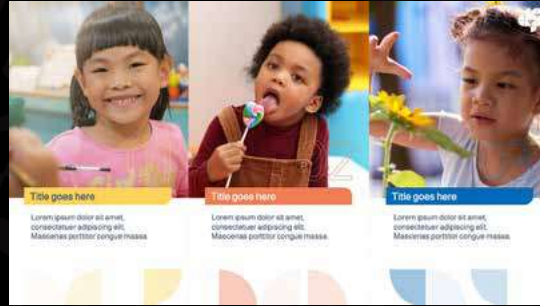 Title goes here
Lorem ipsum dolor sit amet,
consectetuer adipiscing elit.
Maecenas porttitor congue massa.
Title goes here
Lorem ipsum dolor sit amet,
consectetuer adipiscing elit.
Maecenas porttitor congue massa.
Title goes here
Lorem ipsum dolor sit amet,
consectetuer adipiscing elit.
Maecenas porttitor congue massa.